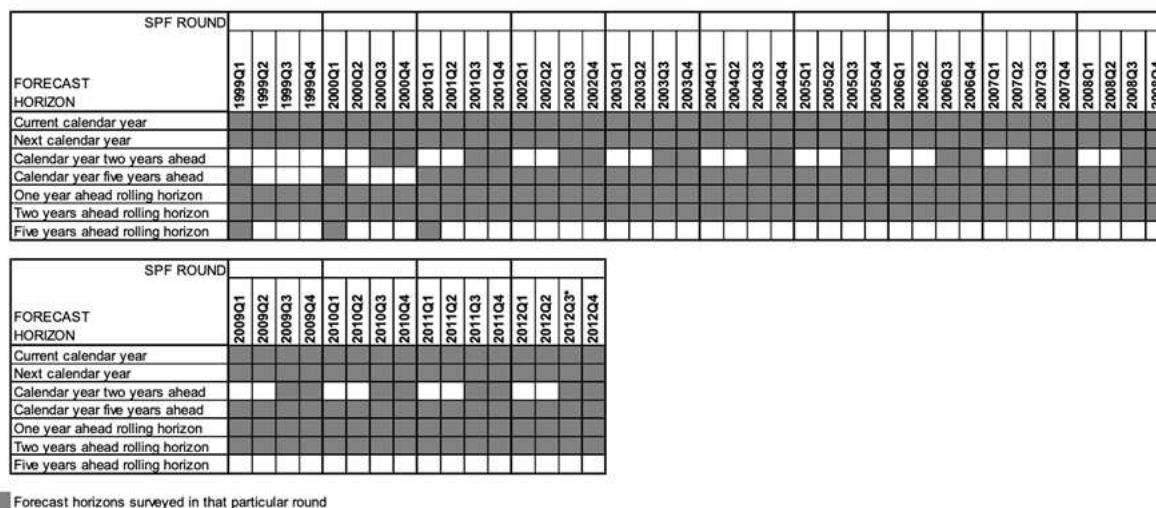 SPF ROUND
FORECAST
HORIZON
1999Q1 1999Q2 1999Q3 1999Q4 2000Q1 2000Q2 2000Q3 2000Q4 2001Q1 2001Q2 2001Q3 2001Q4 2002Q1 2002Q2 2002Q3 2002Q4 2003Q1 2003Q2 2003Q3 2003Q4 2004Q1 2004Q2 2004Q3 2004Q4 2005Q1 2005Q2 2005Q3 2005Q4 2006Q1 2006Q2 2006Q3 2006Q4 2007Q1 2007Q2 2007Q3 2007Q4 2008Q1 2008Q2 2008Q3 2008Q4
Current calendar year
Next calendar year
Calendar year two years ahead
Calendar year five years ahead
One year ahead rolling horizon
Two years ahead rolling horizon
Five years ahead rolling horizon
SPF ROUND
FORECAST
HORIZON
2009Q1 2009Q2 2009Q3 2009Q4 2010Q1 2010Q2 2010Q3 2010Q4 2011Q1 2011Q2 2011Q3 2011Q4 2012Q1 2012Q2 2012Q3* 2012Q4
Current calendar year
Next calendar year
Calendar year two years ahead
Calendar year five years ahead
One year ahead rolling horizon
Two years ahead rolling horizon
Five years ahead rolling horizon
Forecast horizons surveyed in that particular round